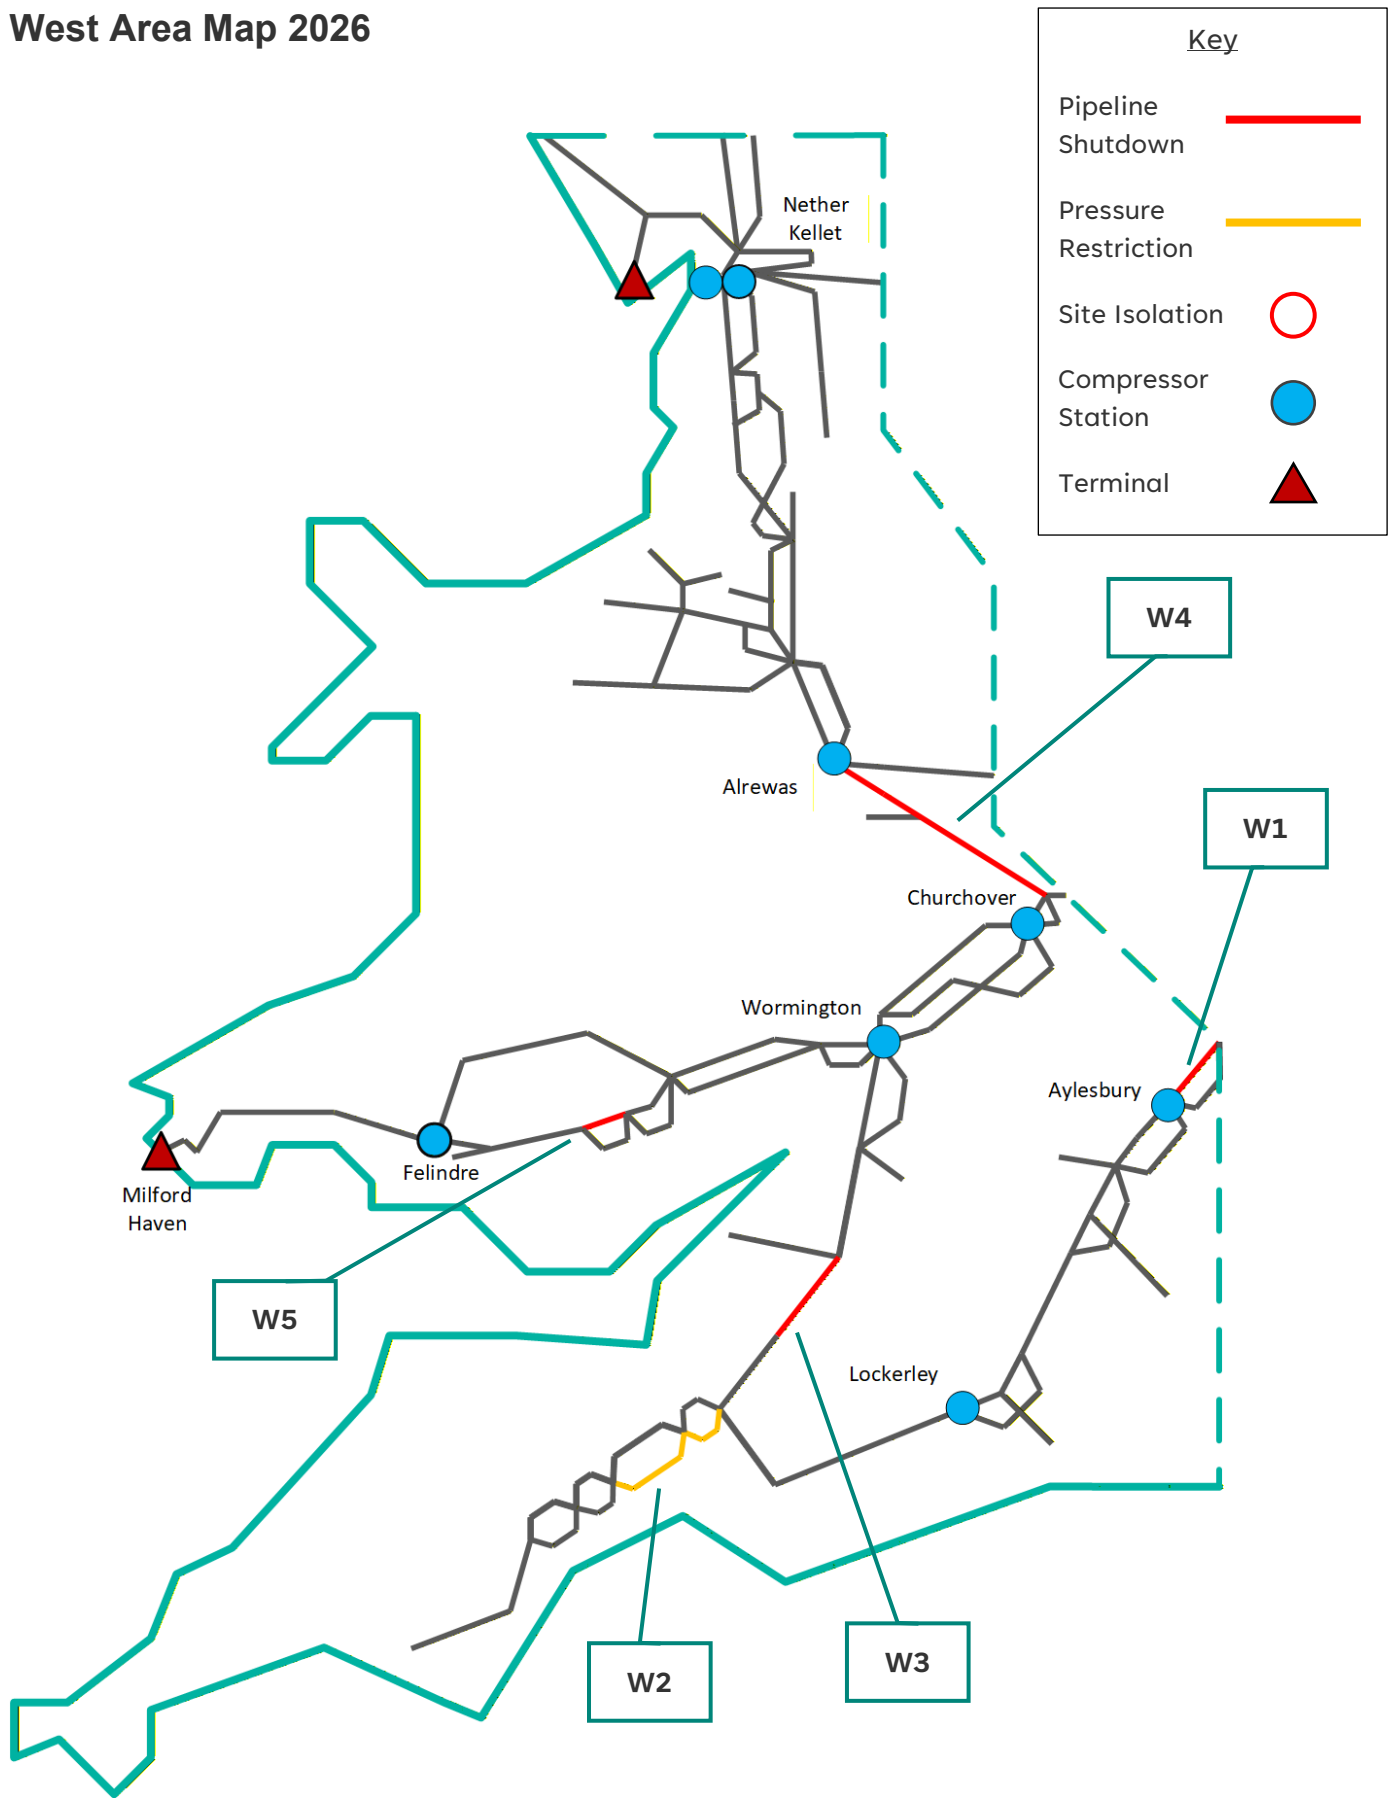 West Area Map 2026
Key
Pipeline
Shutdown
Pressure
Restriction
Site Isolation
Compressor
Station
Terminal
Nether
Kellet
W4
Alrewas
W1
Churchover
Wormington
Aylesbury
Felindre
Milford
Haven
W5
Lockerley
W3
W2